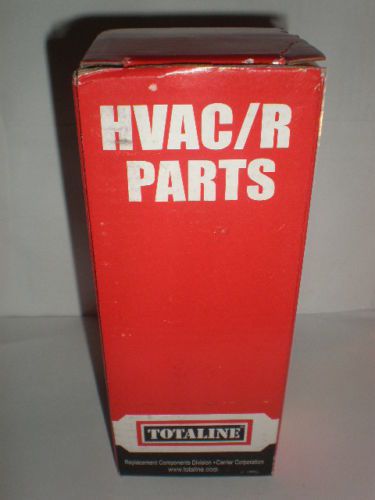 HVAC/R
PARTS
TOTALINE
Replacement Components Division • Carrier Corporation
www.totaline.com